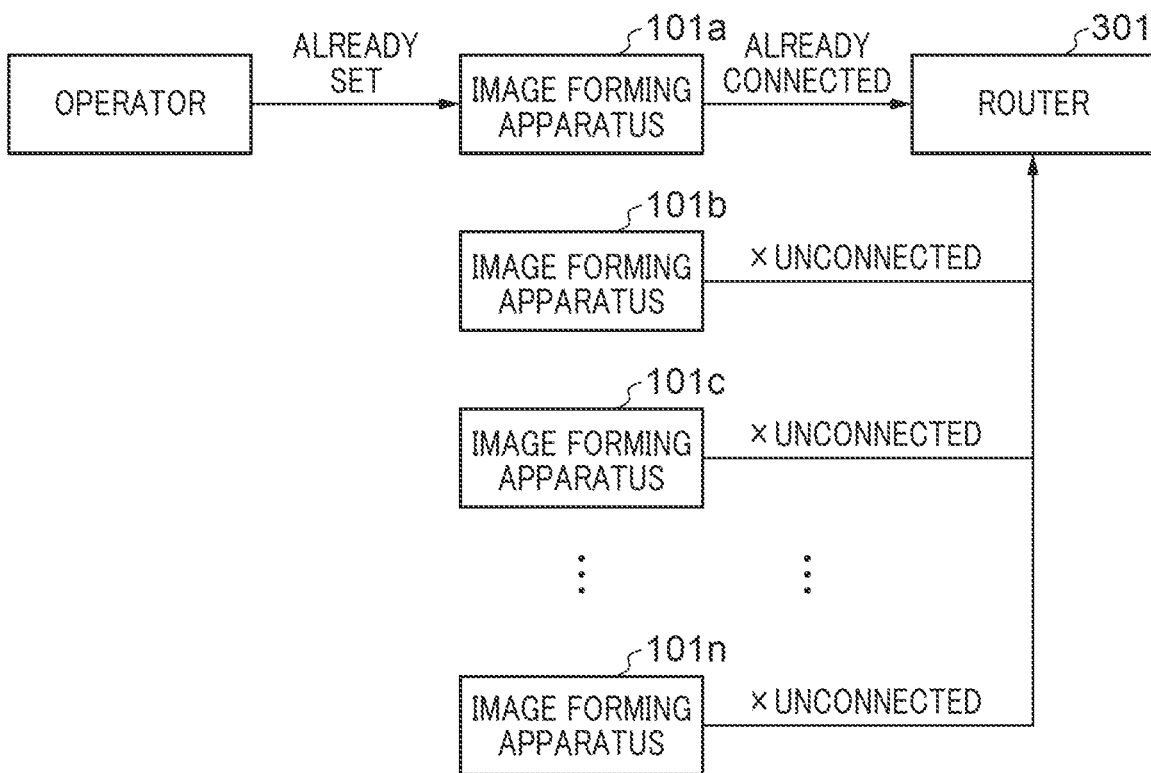 101a
301
ALREADY
SET
ALREADY
CONNECTED
OPERATOR
IMAGE FORMING
APPARATUS
ROUTER
101b
IMAGE FORMING
APPARATUS
× UNCONNECTED
101c
IMAGE FORMING
APPARATUS
× UNCONNECTED
101n
IMAGE FORMING
APPARATUS
× UNCONNECTED